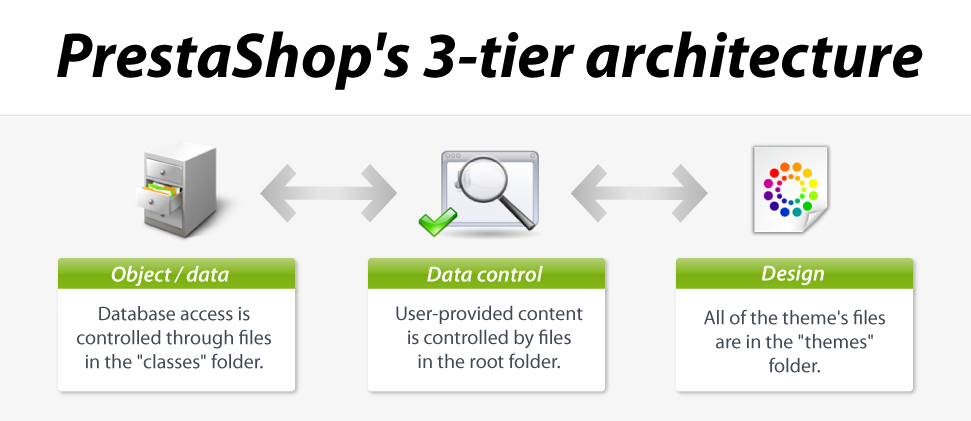 PrestaShop's 3-tier architecture
Object / data
Database access is
controlled through files
in the "classes" folder.
Data control
User-provided content
is controlled by files
in the root folder.
Design
All of the theme's files
are in the "themes"
folder.